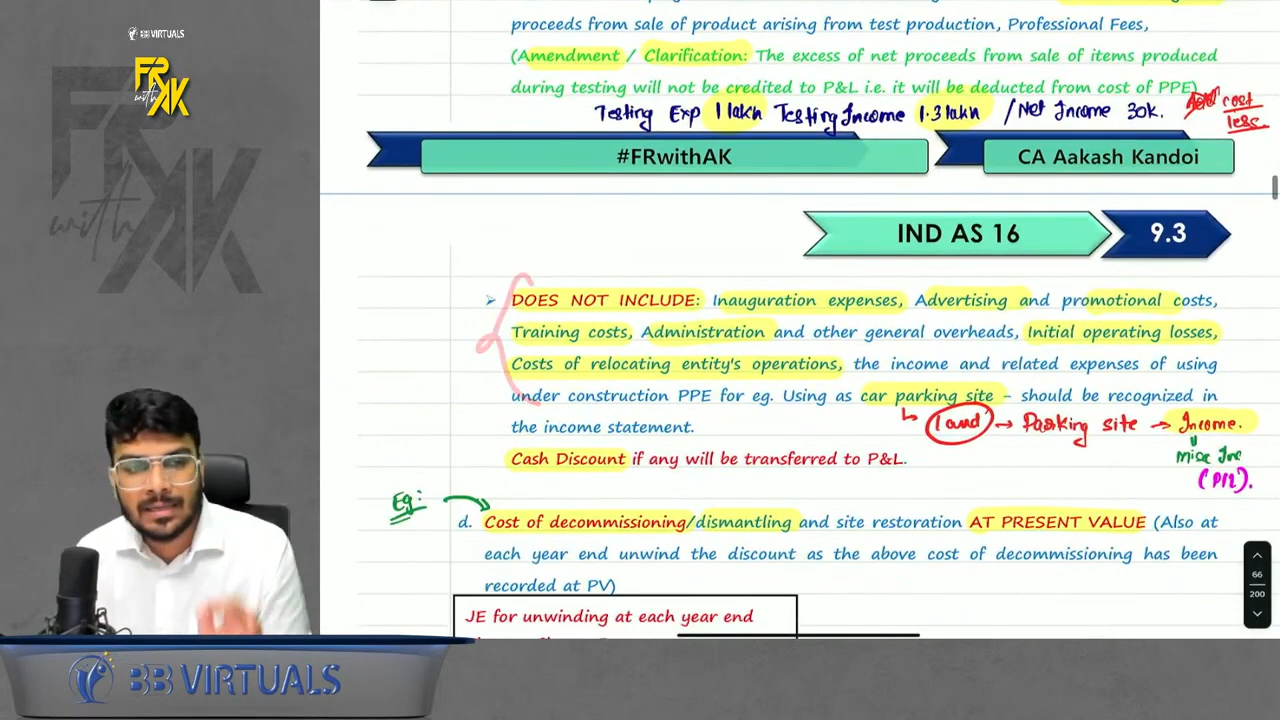 BB VIRTUALS
FR
with
AK
proceeds from sale of product arising from test production, Professional Fees,
(Amendment / Clarification: The excess of net proceeds from sale of items produced
during testing will not be credited to P&L i.e. it will be deducted from cost of PPE)
Testing Exp 1 lakh Testing Income 1.3 lakh / Net Income 30k.
cost
less
#FRwithAK
CA Aakash Kandoi
IND AS 16
9.3
➢ DOES NOT INCLUDE: Inauguration expenses, Advertising and promotional costs,
Training costs, Administration and other general overheads, Initial operating losses,
Costs of relocating entity's operations, the income and related expenses of using
under construction PPE for eg. Using as car parking site – should be recognized in
the income statement.
land → Parking site → Income.
Cash Discount if any will be transferred to P&L.
misc Inc
(P/L).
Eg:
d. Cost of decommissioning/dismantling and site restoration AT PRESENT VALUE (Also at
each year end unwind the discount as the above cost of decommissioning has been
recorded at PV)
JE for unwinding at each year end
66
200
BB VIRTUALS